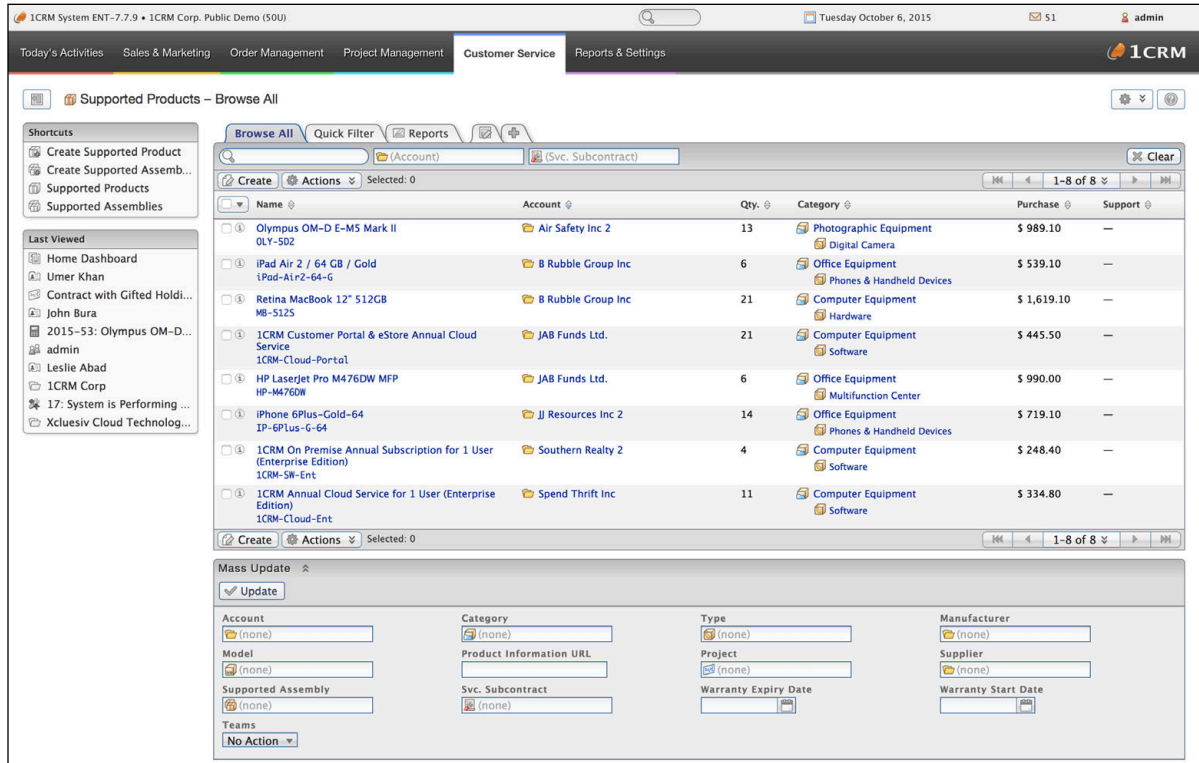 1CRM System ENT-7.7.9 • 1CRM Corp. Public Demo (50U)
Tuesday October 6, 2015
51
admin
Today's Activities Sales & Marketing Order Management Project Management Customer Service Reports & Settings
1CRM
Supported Products – Browse All
Shortcuts
Create Supported Product
Create Supported Assemb...
Supported Products
Supported Assemblies
Last Viewed
Home Dashboard
Umer Khan
Contract with Gifted Holdi...
John Bura
2015-53: Olympus OM-D...
admin
Leslie Abad
1CRM Corp
17: System is Performing ...
Xclusiv Cloud Technolog...
Browse All Quick Filter Reports
(Account) (Svc. Subcontract) Clear
Create Actions Selected: 0 1-8 of 8
Name Account Qty. Category Purchase Support
Olympus OM-D E-M5 Mark II Air Safety Inc 2 13 Photographic Equipment $ 989.10 —
OLY-5D2 Digital Camera
iPad Air 2 / 64 GB / Gold B Rubble Group Inc 6 Office Equipment $ 539.10 —
iPad-Air2-64-G Phones & Handheld Devices
Retina MacBook 12" 512GB B Rubble Group Inc 21 Computer Equipment $ 1,619.10 —
MB-512S Hardware
1CRM Customer Portal & eStore Annual Cloud JAB Funds Ltd. 21 Computer Equipment $ 445.50 —
Service Software
1CRM-Cloud-Portal
HP LaserJet Pro M476DW MFP JAB Funds Ltd. 6 Office Equipment $ 990.00 —
HP-M476DW Multifunction Center
iPhone 6Plus-Gold-64 JJ Resources Inc 2 14 Office Equipment $ 719.10 —
IP-6Plus-G-64 Phones & Handheld Devices
1CRM On Premise Annual Subscription for 1 User Southern Realty 2 4 Computer Equipment $ 248.40 —
(Enterprise Edition) Software
1CRM-SW-Ent
1CRM Annual Cloud Service for 1 User (Enterprise Spend Thrift Inc 11 Computer Equipment $ 334.80 —
Edition) Software
1CRM-Cloud-Ent
Create Actions Selected: 0 1-8 of 8
Mass Update
Update
Account Category Type Manufacturer
(none) (none) (none) (none)
Model Product Information URL Project Supplier
(none) (none) (none)
Supported Assembly Svc. Subcontract Warranty Expiry Date Warranty Start Date
(none) (none)
Teams
No Action